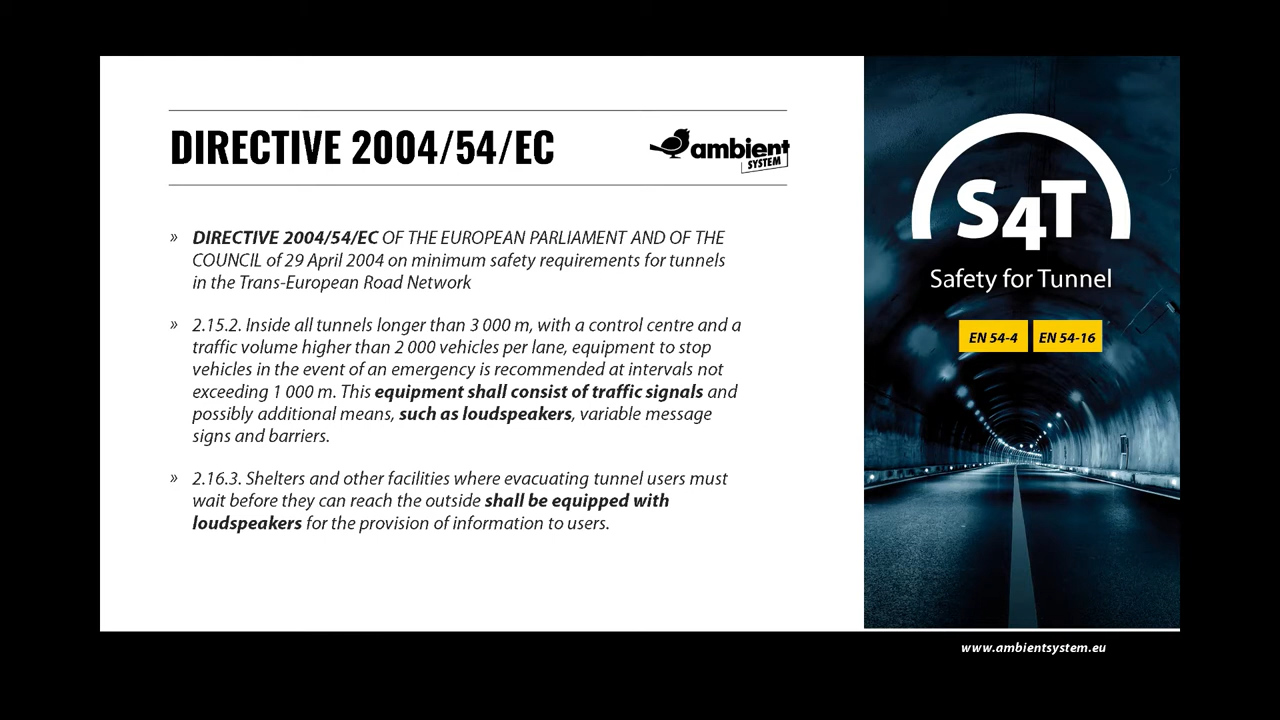 DIRECTIVE 2004/54/EC
ambient
SYSTEM
» DIRECTIVE 2004/54/EC OF THE EUROPEAN PARLIAMENT AND OF THE
COUNCIL of 29 April 2004 on minimum safety requirements for tunnels
in the Trans-European Road Network
» 2.15.2. Inside all tunnels longer than 3 000 m, with a control centre and a
traffic volume higher than 2 000 vehicles per lane, equipment to stop
vehicles in the event of an emergency is recommended at intervals not
exceeding 1 000 m. This equipment shall consist of traffic signals and
possibly additional means, such as loudspeakers, variable message
signs and barriers.
» 2.16.3. Shelters and other facilities where evacuating tunnel users must
wait before they can reach the outside shall be equipped with
loudspeakers for the provision of information to users.
S4T
Safety for Tunnel
EN 54-4 EN 54-16
www.ambientsystem.eu